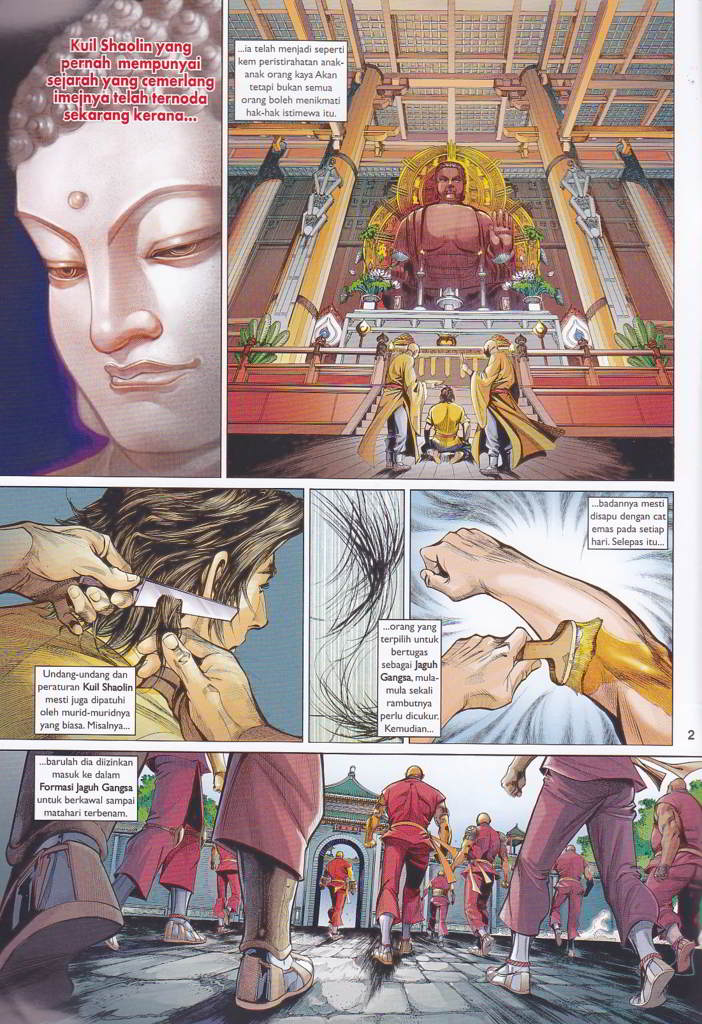 Kuil Shaolin yang
pernah mempunyai
sejarah yang cemerlang
imejnya telah ternoda
sekarang kerana...
...ia telah menjadi seperti
kem peristirahatan anak-
anak orang kaya Akan
tetapi bukan semua
orang boleh menikmati
hak-hak istimewa itu.
Undang-undang dan
peraturan Kuil Shaolin
mesti juga dipatuhi
oleh murid-muridnya
yang biasa. Misalnya...
...orang yang
terpilih untuk
bertugas
sebagai Jaguh
Gangsa, mula-
mula sekali
rambutnya
perlu dicukur.
Kemudian...
...badannya mesti
disapu dengan cat
emas pada setiap
hari. Selepas itu...
2
...barulah dia diizinkan
masuk ke dalam
Formasi Jaguh Gangsa
untuk berkawal sampai
matahari terbenam.